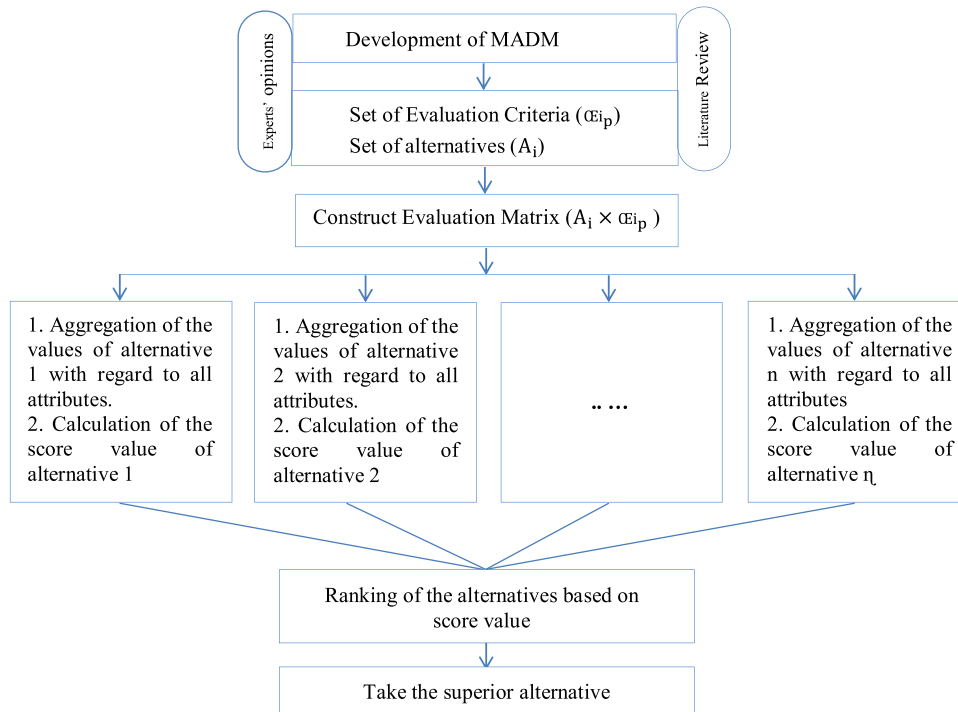 Development of MADM
Experts' opinions
Literature Review
Set of Evaluation Criteria (Œi_p)
Set of alternatives (A_i)
Construct Evaluation Matrix (A_i × Œi_p )
1. Aggregation of the
values of alternative
1 with regard to all
attributes.
2. Calculation of the
score value of
alternative 1
1. Aggregation of the
values of alternative
2 with regard to all
attributes.
2. Calculation of the
score value of
alternative 2
.. ...
1. Aggregation of the
values of alternative
n with regard to all
attributes
2. Calculation of the
score value of
alternative ɳ
Ranking of the alternatives based on
score value
Take the superior alternative